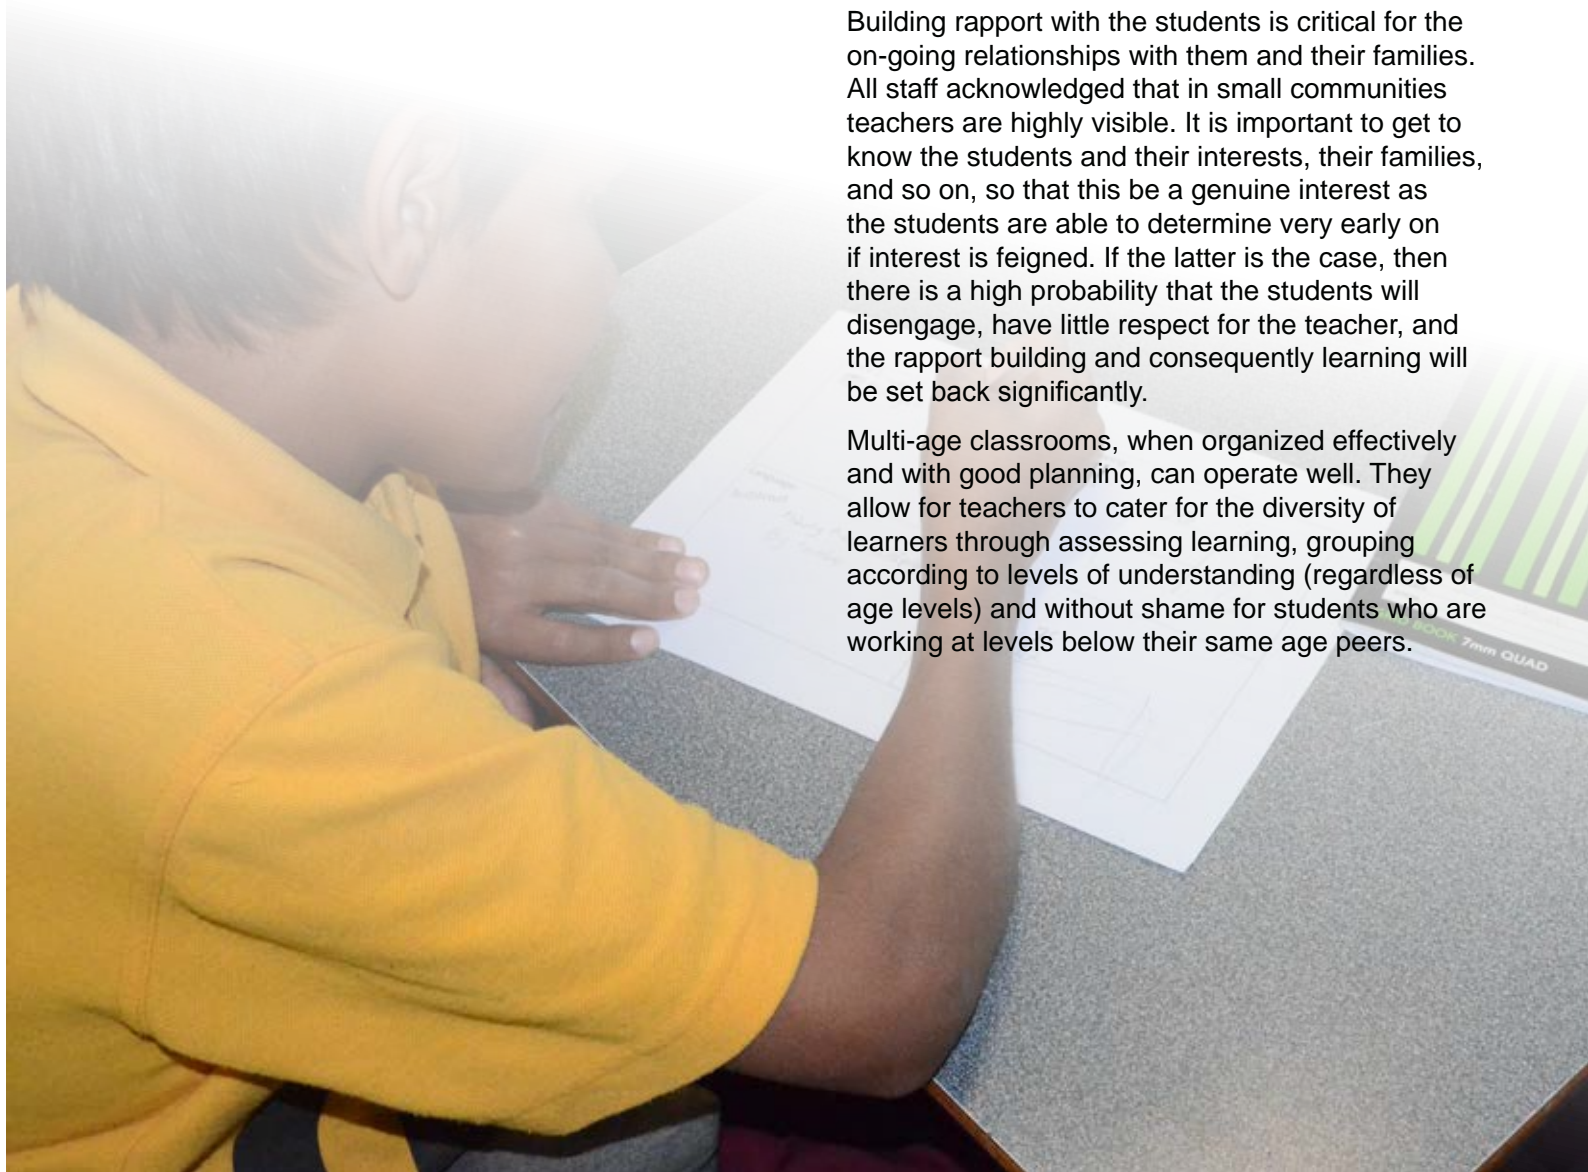 Building rapport with the students is critical for the
on-going relationships with them and their families.
All staff acknowledged that in small communities
teachers are highly visible. It is important to get to
know the students and their interests, their families,
and so on, so that this be a genuine interest as
the students are able to determine very early on
if interest is feigned. If the latter is the case, then
there is a high probability that the students will
disengage, have little respect for the teacher, and
the rapport building and consequently learning will
be set back significantly.
Multi-age classrooms, when organized effectively
and with good planning, can operate well. They
allow for teachers to cater for the diversity of
learners through assessing learning, grouping
according to levels of understanding (regardless of
age levels) and without shame for students who are
working at levels below their same age peers.
BOOK 7mm QUAD